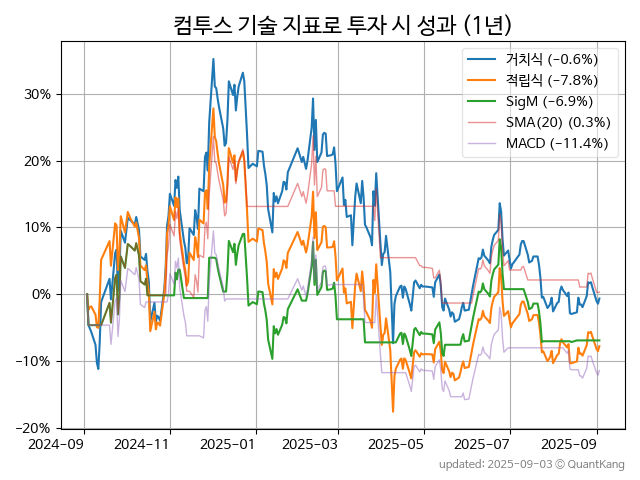 컴투스 기술 지표로 투자 시 성과 (1년)
거치식 (−0.6%)
적립식 (−7.8%)
SigM (−6.9%)
SMA(20) (0.3%)
MACD (−11.4%)
30%
20%
10%
0%
−10%
−20%
2024-09 2024-11 2025-01 2025-03 2025-05 2025-07 2025-09
updated: 2025-09-03 © QuantKang